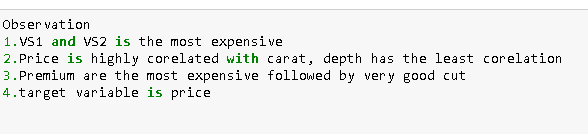 Observation
1.VS1 and VS2 is the most expensive
2.Price is highly corelated with carat, depth has the least corelation
3.Premium are the most expensive followed by very good cut
4.target variable is price